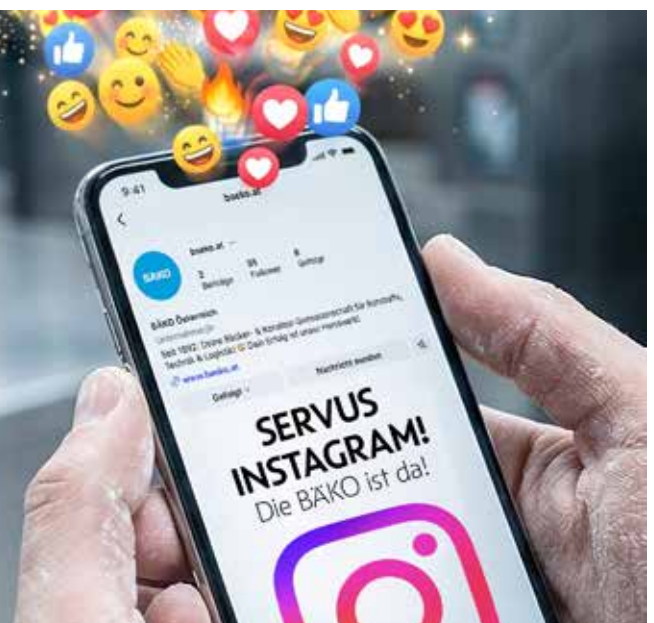 9:41
baeko.at
baeko.at
BÄKO
2
Beiträge
Follower
Gefolgt
BÄKO Österreich
Seit 1892: Deine Bäcker- & Konditor-Genossenschaft für Rohstoffe,
Technik & Logistik! Dein Erfolg ist unser Handwerk!
www.baeko.at
Gefolgt
Nachricht senden
SERVUS
INSTAGRAM!
Die BÄKO ist da!